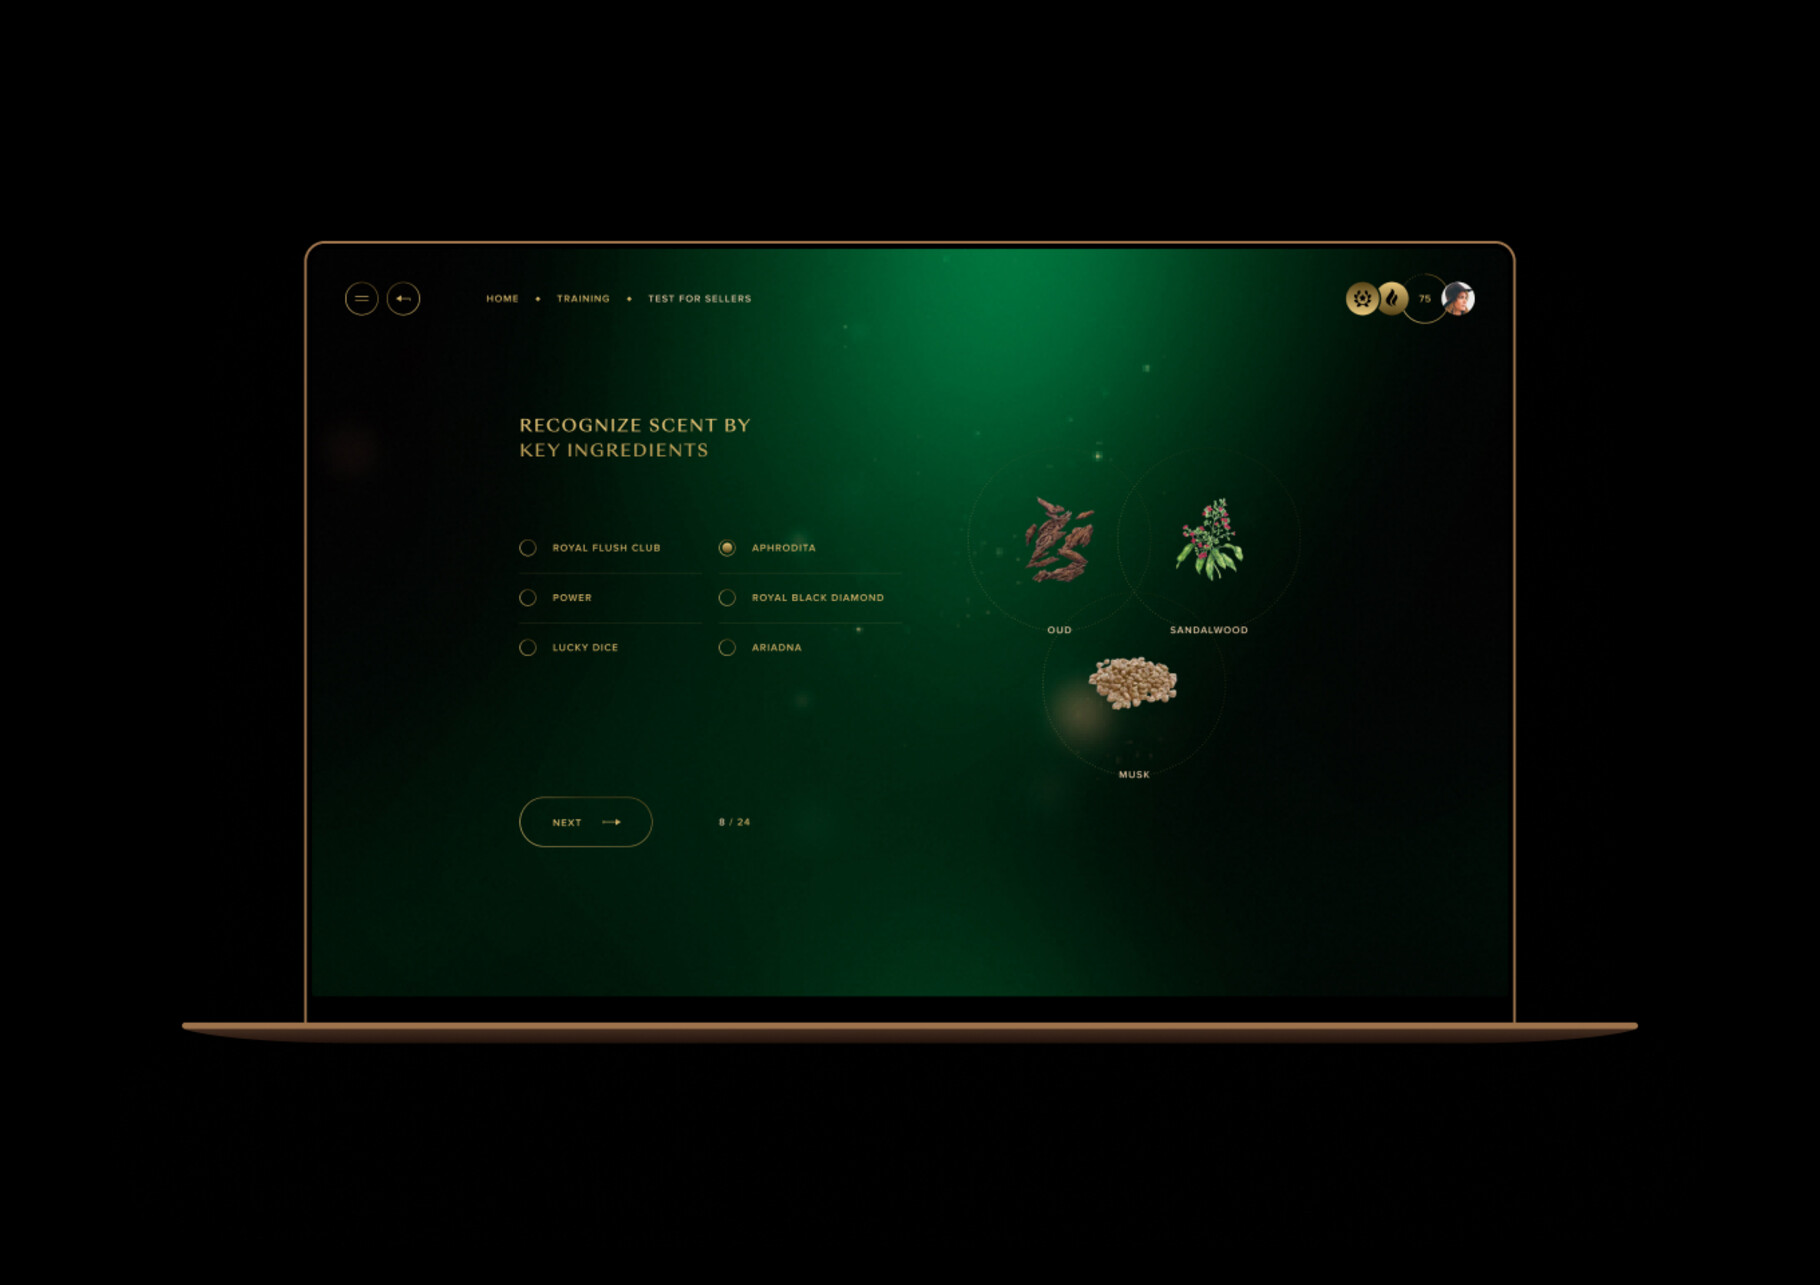 HOME ◆ TRAINING ◆ TEST FOR SELLERS
75
RECOGNIZE SCENT BY
KEY INGREDIENTS
ROYAL FLUSH CLUB
APHRODITA
POWER
ROYAL BLACK DIAMOND
LUCKY DICE
ARIADNA
OUD
SANDALWOOD
MUSK
NEXT
8 / 24